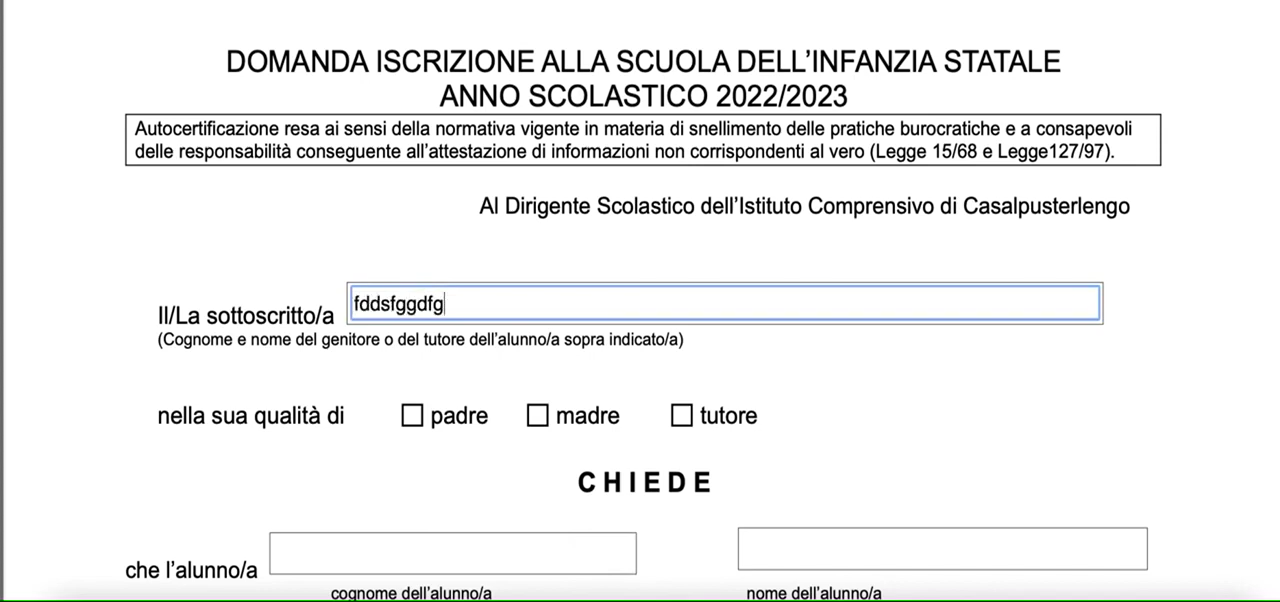 DOMANDA ISCRIZIONE ALLA SCUOLA DELL’INFANZIA STATALE
ANNO SCOLASTICO 2022/2023
Autocertificazione resa ai sensi della normativa vigente in materia di snellimento delle pratiche burocratiche e a consapevoli
delle responsabilità conseguente all’attestazione di informazioni non corrispondenti al vero (Legge 15/68 e Legge127/97).
Al Dirigente Scolastico dell’Istituto Comprensivo di Casalpusterlengo
Il/La sottoscritto/a fddsfggdfg
(Cognome e nome del genitore o del tutore dell’alunno/a sopra indicato/a)
nella sua qualità di padre madre tutore
C H I E D E
che l’alunno/a
cognome dell’alunno/a nome dell’alunno/a